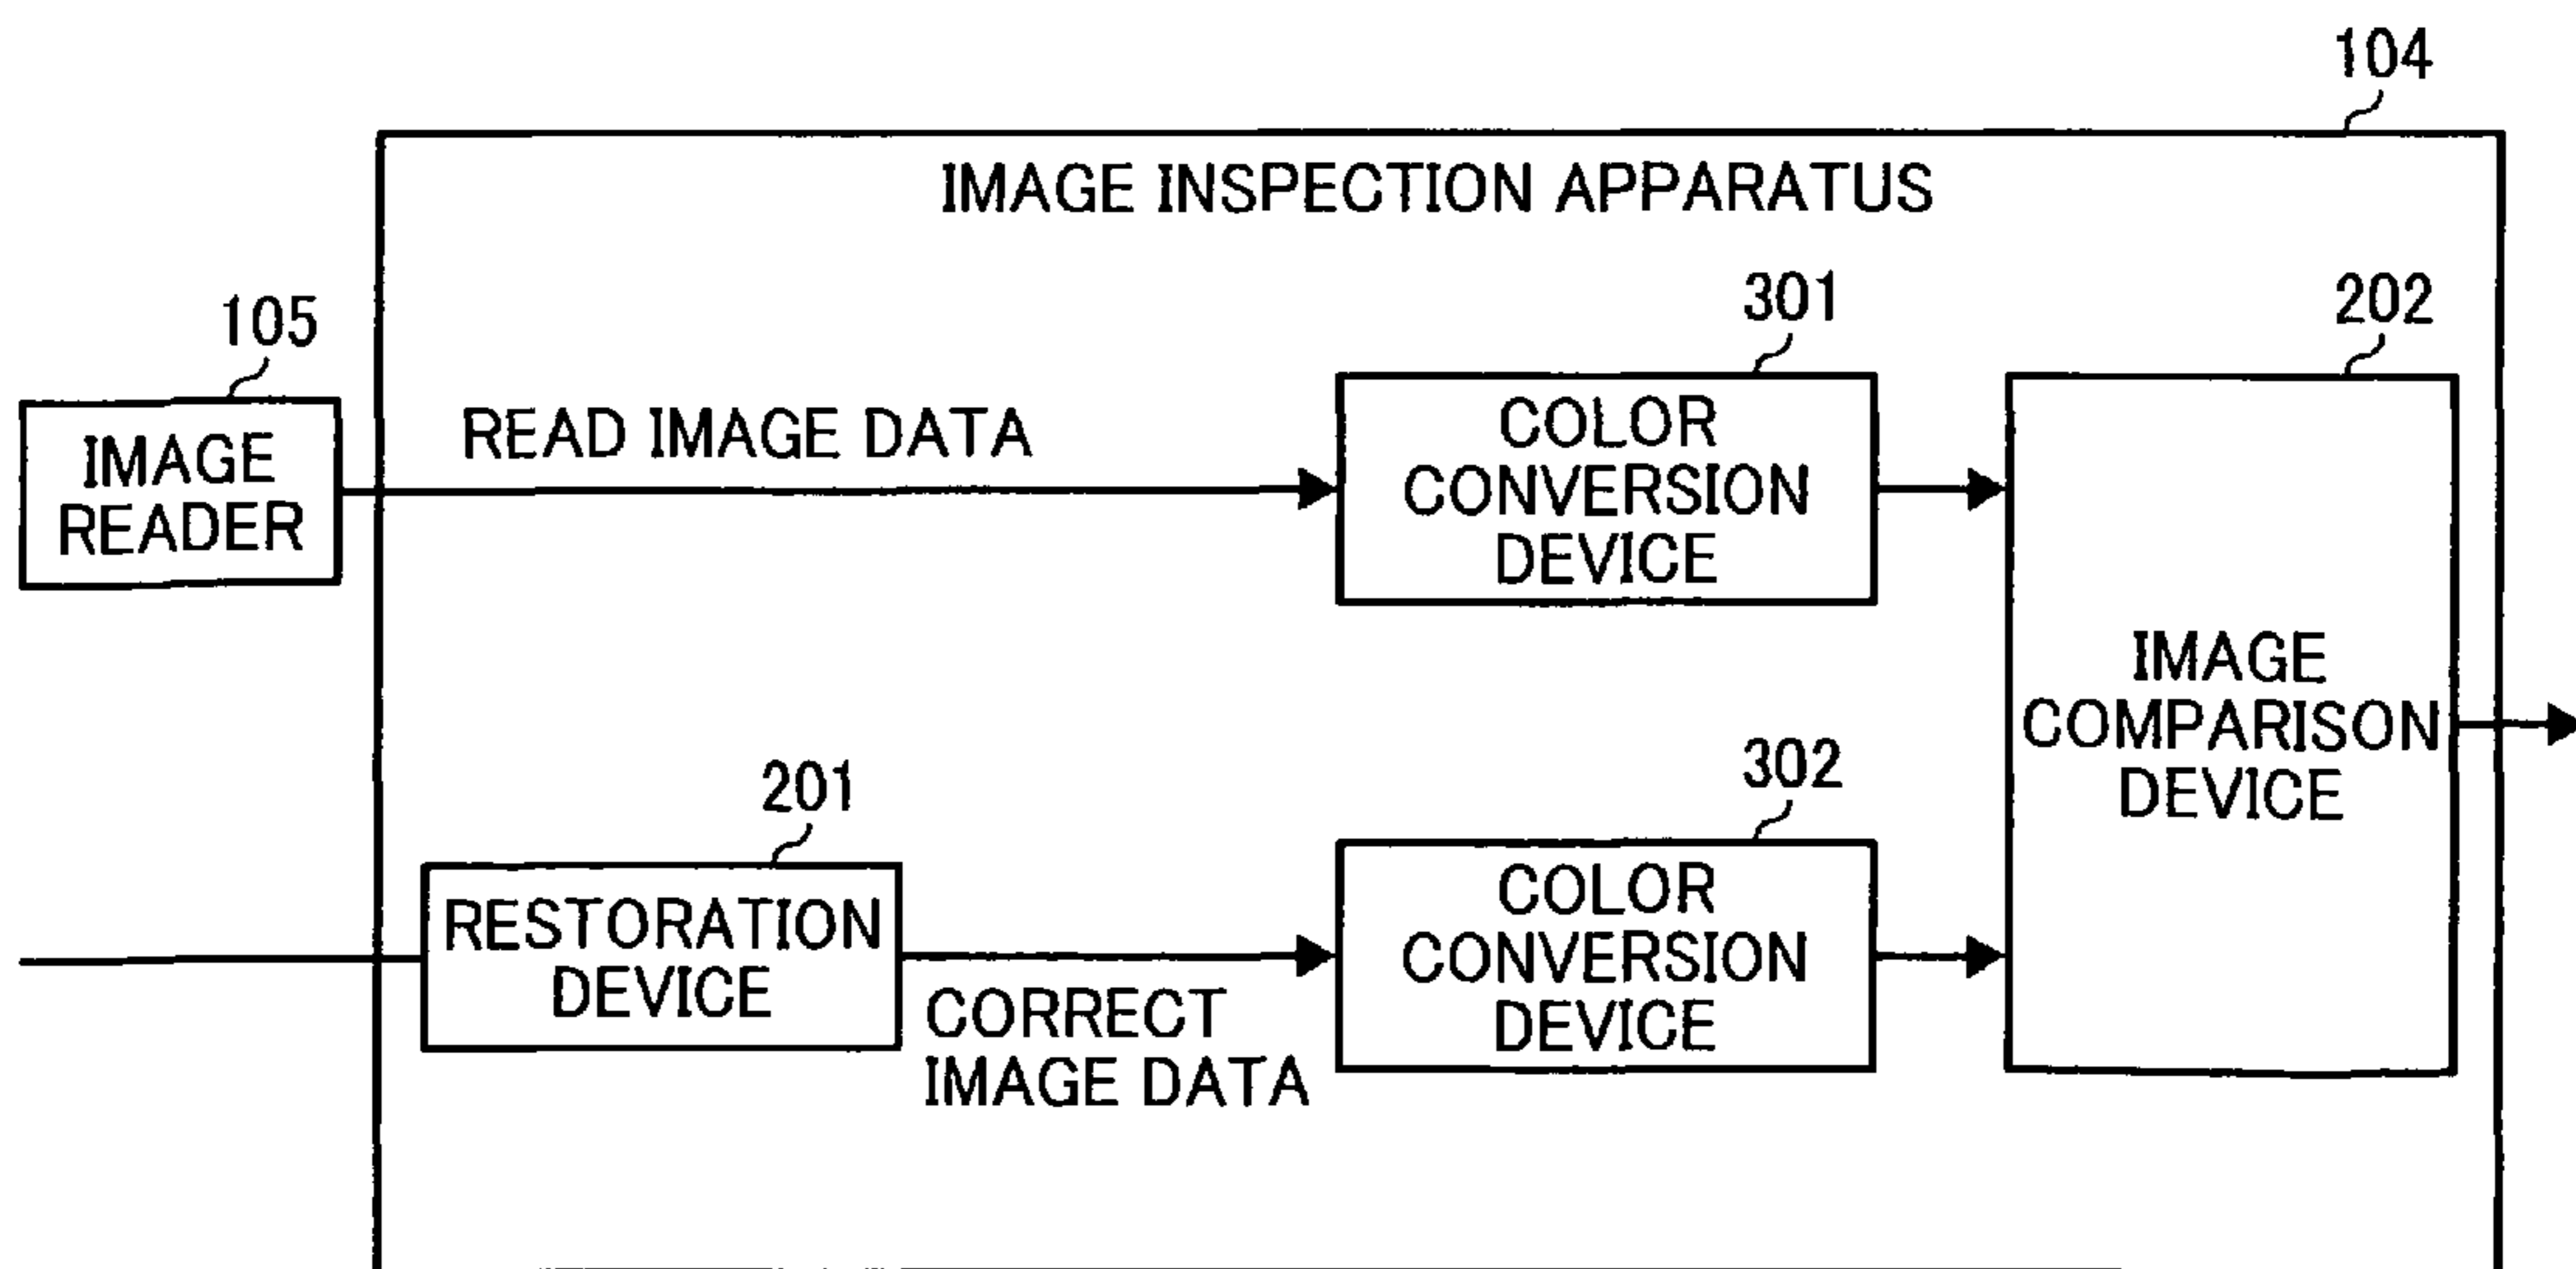 104
IMAGE INSPECTION APPARATUS
105
IMAGE
READER
READ IMAGE DATA
301
COLOR
CONVERSION
DEVICE
202
IMAGE
COMPARISON
DEVICE
201
RESTORATION
DEVICE
CORRECT
IMAGE DATA
302
COLOR
CONVERSION
DEVICE